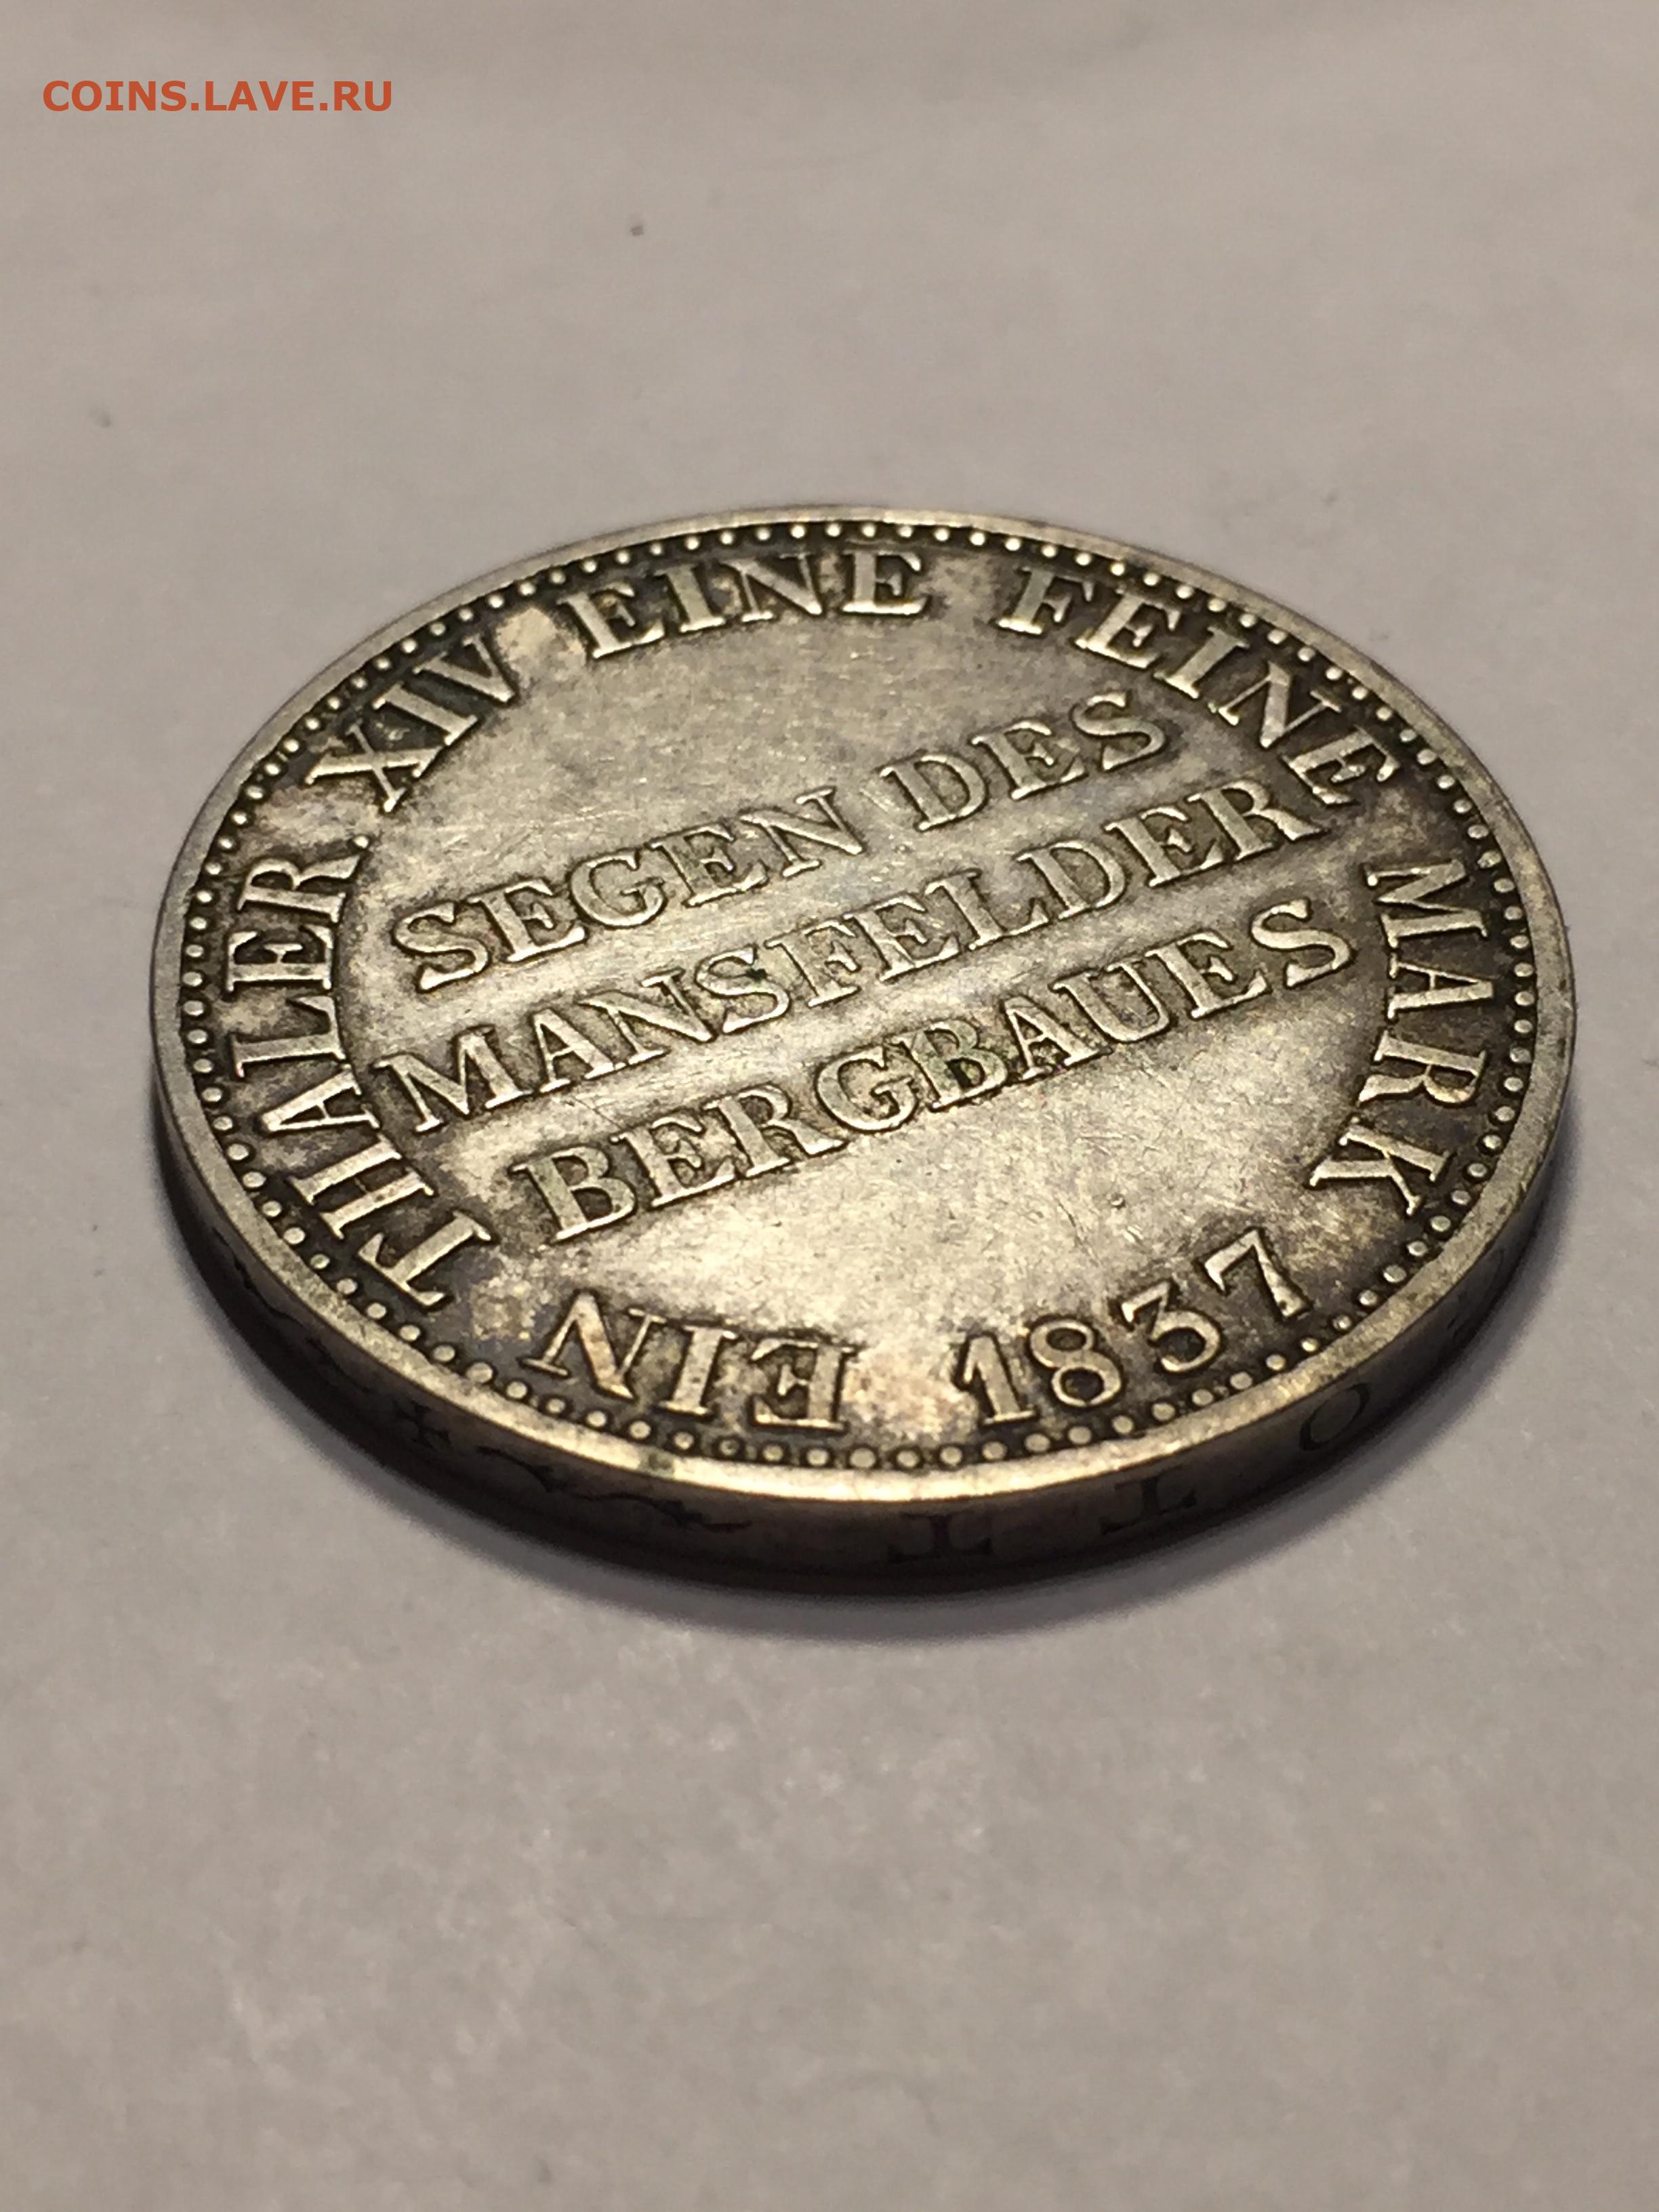 COINS.LAVE.RU
EIN THALER. XIV EINE FEINE MARK 1837
SEGEN DES
MANSFELDER
BERGBAUES